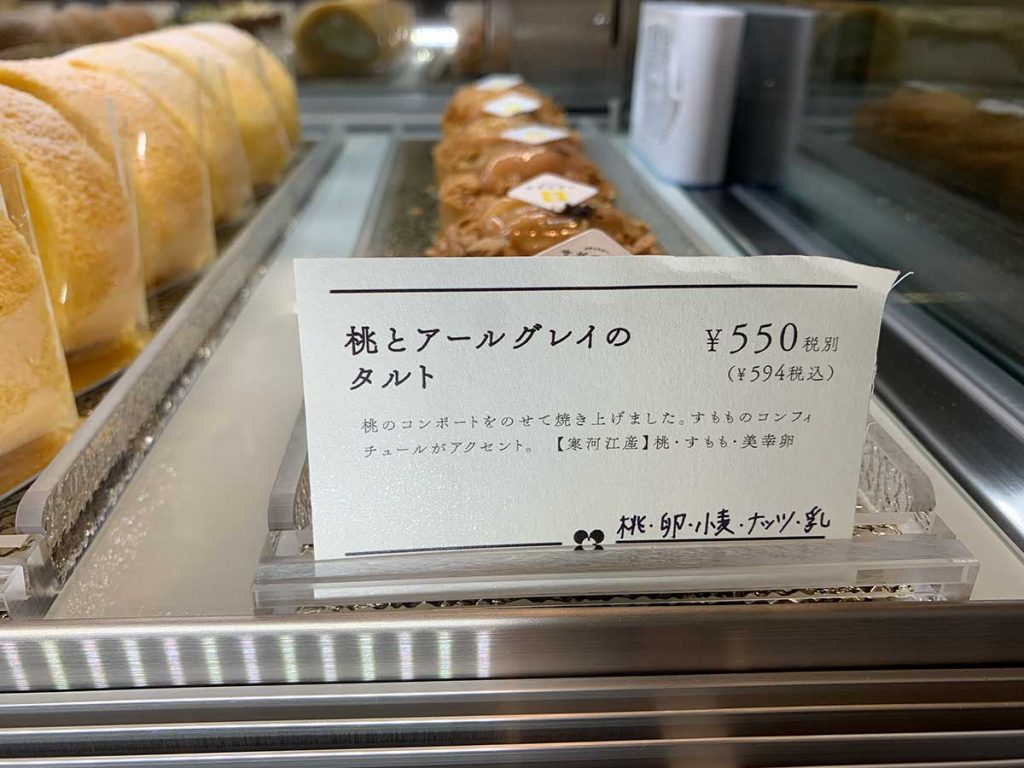 桃とアールグレイの
タルト
¥550税別
(¥594税込)
桃のコンポートをのせて焼き上げました。すもものコンフィ
チュールがアクセント。【寒河江産】桃・すもも・美幸卵
桃・卵・小麦・ナッツ・乳